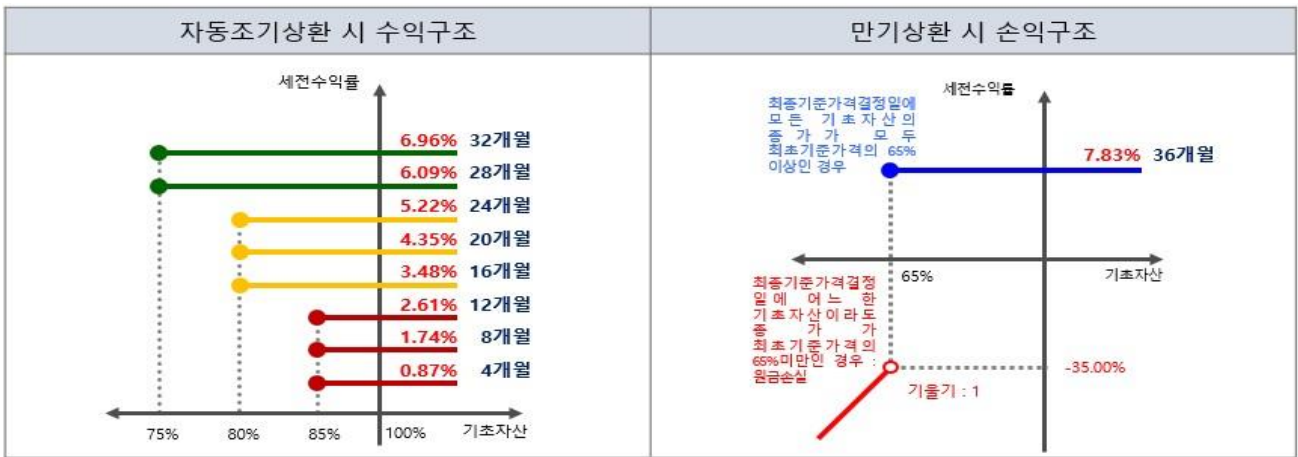 자동조기상환 시 수익구조
세전수익률
6.96% 32개월
6.09% 28개월
5.22% 24개월
4.35% 20개월
3.48% 16개월
2.61% 12개월
1.74% 8개월
0.87% 4개월
75% 80% 85% 100% 기초자산
만기상환 시 손익구조
세전수익률
최종기준가격결정일에
모든 기초자산의
종가가 모두
최초기준가격의 65%
이상인 경우
7.83% 36개월
65% 기초자산
최종기준가격결정
일에 어느 한
기초자산이라도
종가가
최초기준가격의
65%미만인 경우 :
원금손실
-35.00%
기울기 : 1